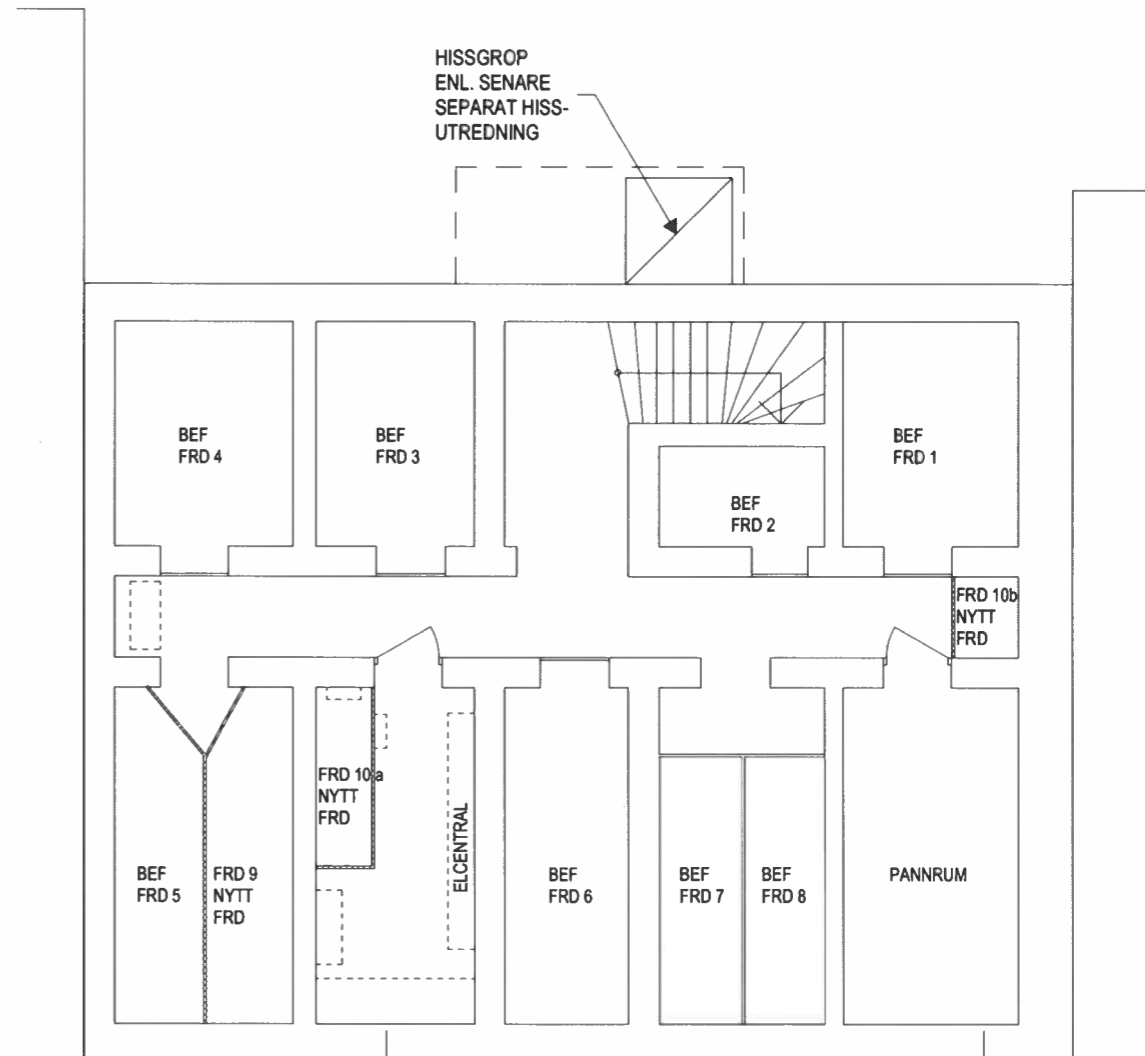 HISSGROP
ENL. SENARE
SEPARAT HISS-
UTREDNING
BEF
FRD 4
BEF
FRD 3
BEF
FRD 2
BEF
FRD 1
FRD 10b
NYTT
FRD
BEF
FRD 5
FRD 9
NYTT
FRD
FRD 10 a
NYTT
FRD
ELCENTRAL
BEF
FRD 6
BEF
FRD 7
BEF
FRD 8
PANNRUM